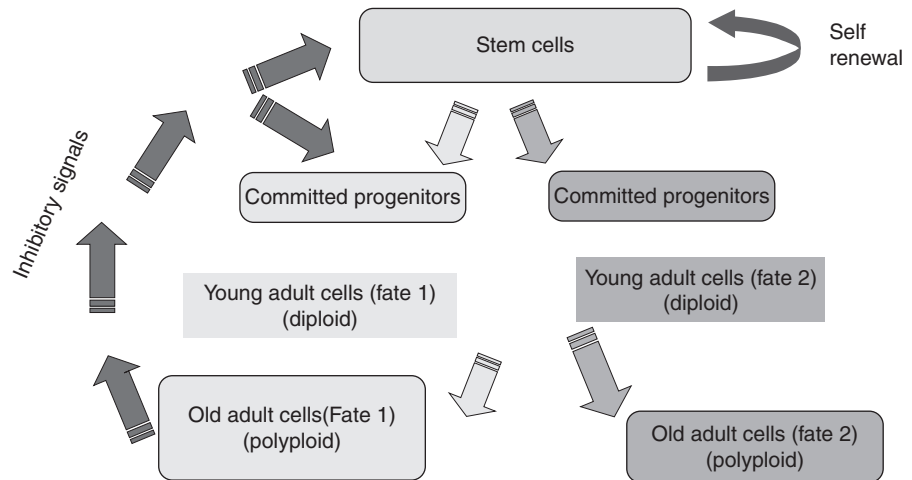 Stem cells
Self
renewal
Inhibitory signals
Committed progenitors
Committed progenitors
Young adult cells (fate 1)
(diploid)
Young adult cells (fate 2)
(diploid)
Old adult cells(Fate 1)
(polyploid)
Old adult cells (fate 2)
(polyploid)